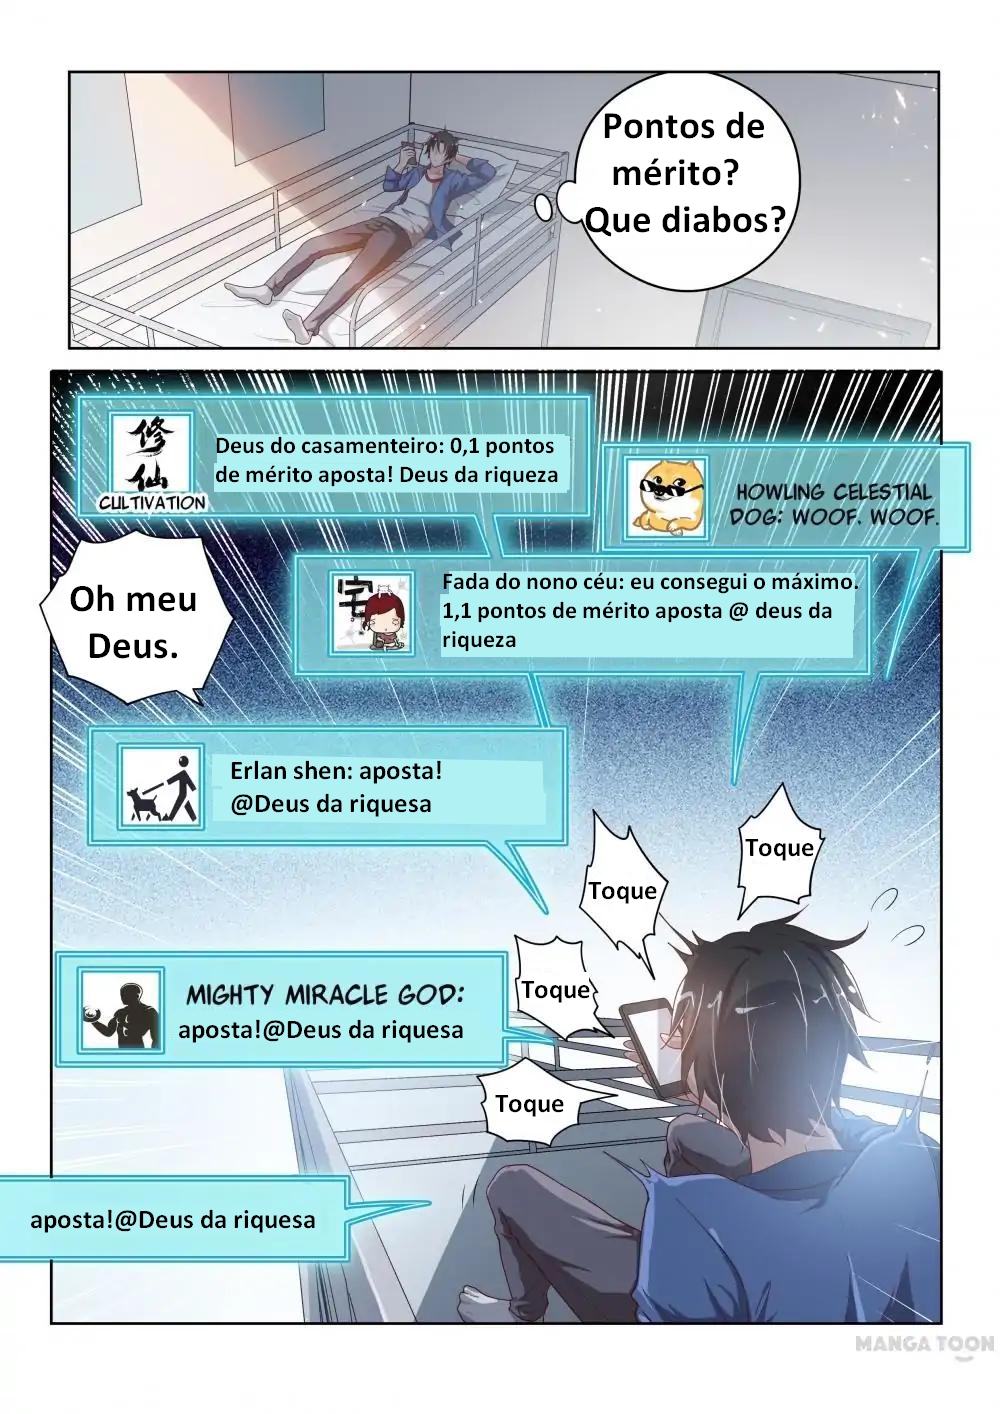 Pontos de
mérito?
Que diabos?
修仙
CULTIVATION
Deus do casamenteiro: 0,1 pontos
de mérito aposta! Deus da riqueza
HOWLING CELESTIAL
DOG: WOOF. WOOF.
Oh meu
Deus.
宅
Fada do nono céu: eu consegui o máximo.
1,1 pontos de mérito aposta @ deus da
riqueza
Erlan shen: aposta!
@Deus da riquesa
Toque
Toque
Toque
MIGHTY MIRACLE GOD:
aposta!@Deus da riquesa
Toque
aposta!@Deus da riquesa
MANGA TOON